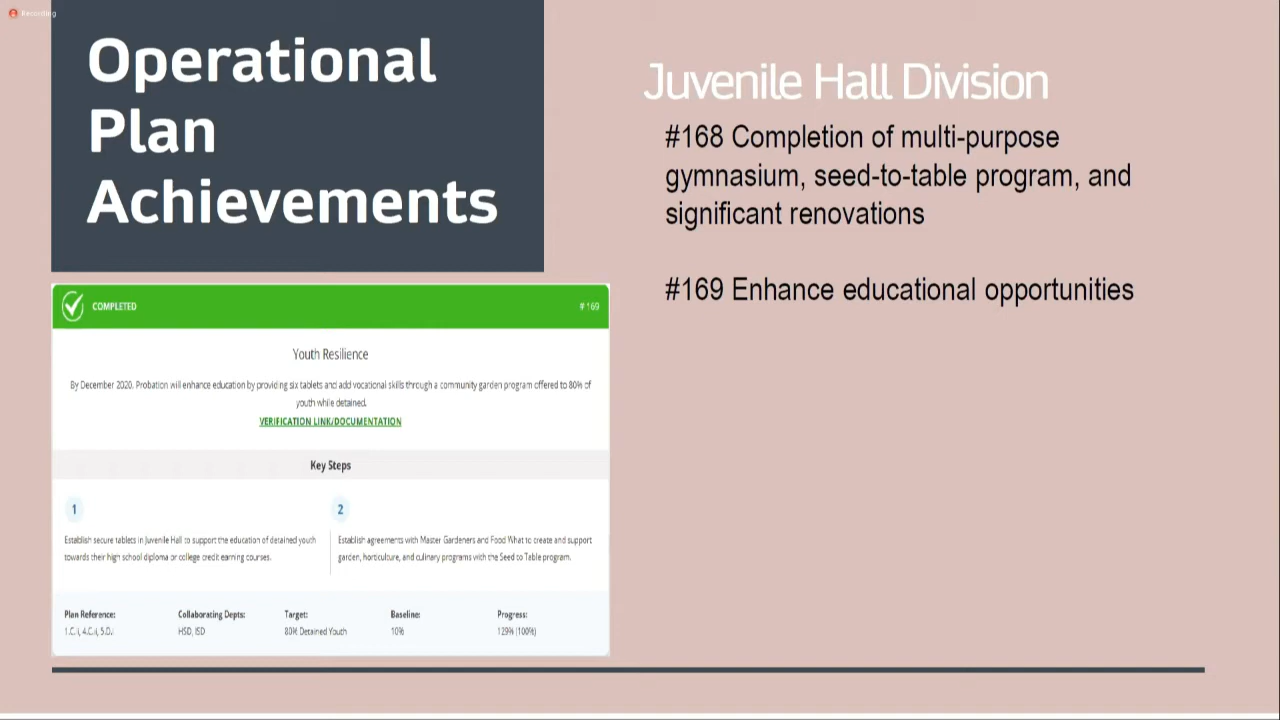 Recording
Operational
Plan
Achievements
Juvenile Hall Division
#168 Completion of multi-purpose
gymnasium, seed-to-table program, and
significant renovations
#169 Enhance educational opportunities
COMPLETED
# 169
Youth Resilience
By December 2020, Probation will enhance education by providing six tablets and add vocational skills through a community garden program offered to 80% of
youth while detained.
VERIFICATION LINK/DOCUMENTATION
Key Steps
1
Establish secure tablets in Juvenile Hall to support the education of detained youth
towards their high school diploma or college credit earning courses.
2
Establish agreements with Master Gardeners and Food What to create and support
garden, horticulture, and culinary programs with the Seed to Table program.
Plan Reference:
Collaborating Depts:
HSD, ISD
Target:
80% Detained Youth
Baseline:
10%
Progress:
129% (100%)